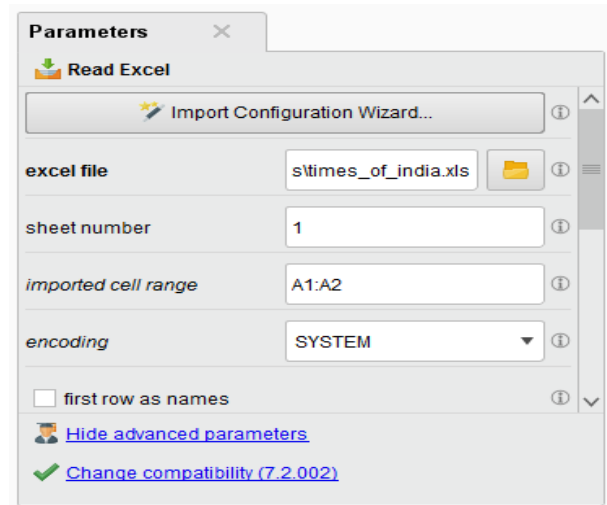 Parameters
Read Excel
Import Configuration Wizard...
excel file s\times_of_india.xls
sheet number 1
imported cell range A1:A2
encoding SYSTEM
first row as names
Hide advanced parameters
Change compatibility (7.2.002)